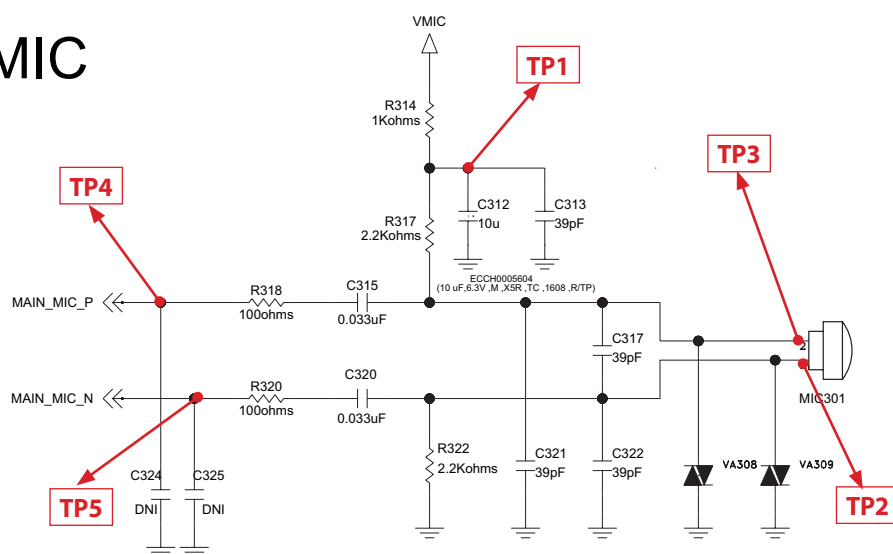 MIC
VMIC
TP1
R314
1Kohms
TP3
TP4
C312
10u
C313
39pF
R317
2.2Kohms
ECCH0005604
(10 uF,6.3V ,M ,X5R ,TC ,1608 ,R/TP)
MAIN_MIC_P
R318
100ohms
C315
0.033uF
C317
39pF
2
MIC301
MAIN_MIC_N
R320
100ohms
C320
0.033uF
R322
2.2Kohms
C321
39pF
C322
39pF
VA308
VA309
C324
DNI
C325
DNI
TP5
TP2